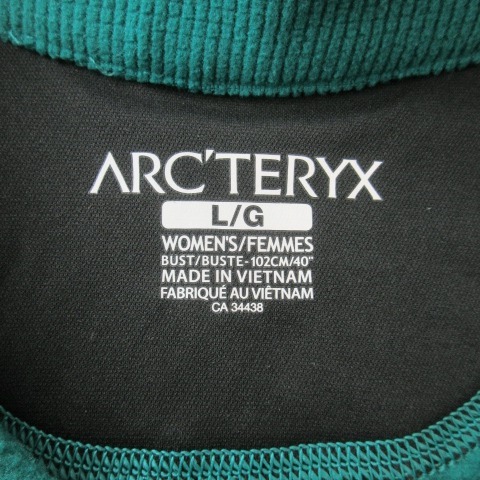 ARC'TERYX
L/G
WOMEN'S/FEMMES
BUST/BUSTE-102CM/40"
MADE IN VIETNAM
FABRIQUÉ AU VIÊTNAM
CA 34438